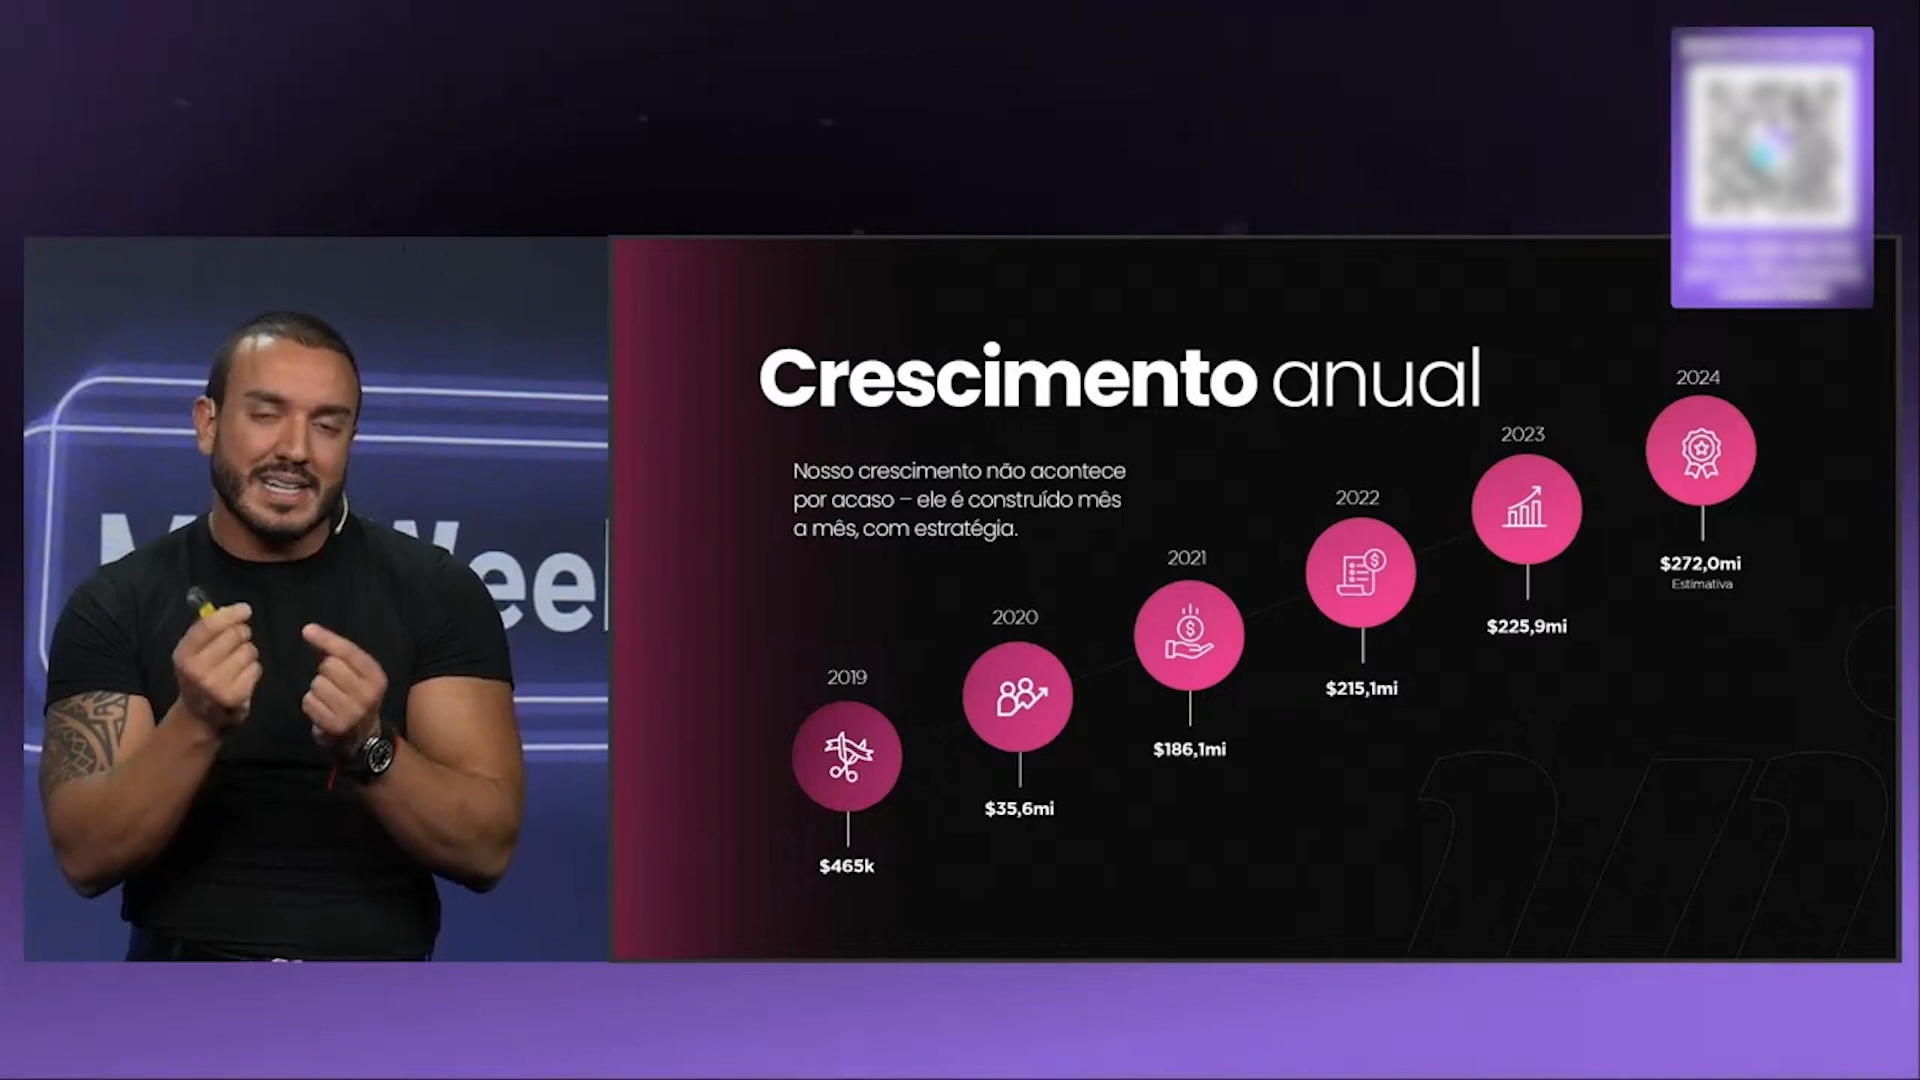 Crescimento anual
Nosso crescimento não acontece
por acaso – ele é construído mês
a mês, com estratégia.
2019
$465k
2020
$35,6mi
2021
$186,1mi
2022
$215,1mi
2023
$225,9mi
2024
$272,0mi
Estimativa